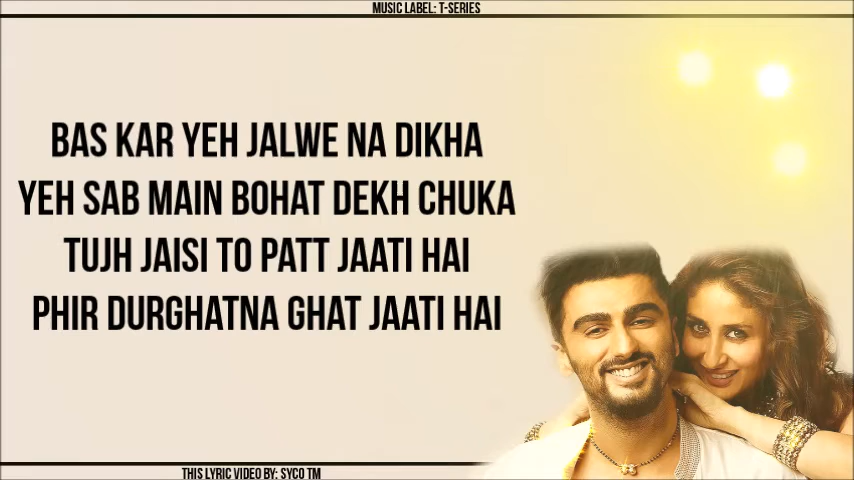 MUSIC LABEL: T-SERIES
BAS KAR YEH JALWE NA DIKHA
YEH SAB MAIN BOHAT DEKH CHUKA
TUJH JAISI TO PATT JAATI HAI
PHIR DURGHATNA GHAT JAATI HAI
THIS LYRIC VIDEO BY: SYCO TM